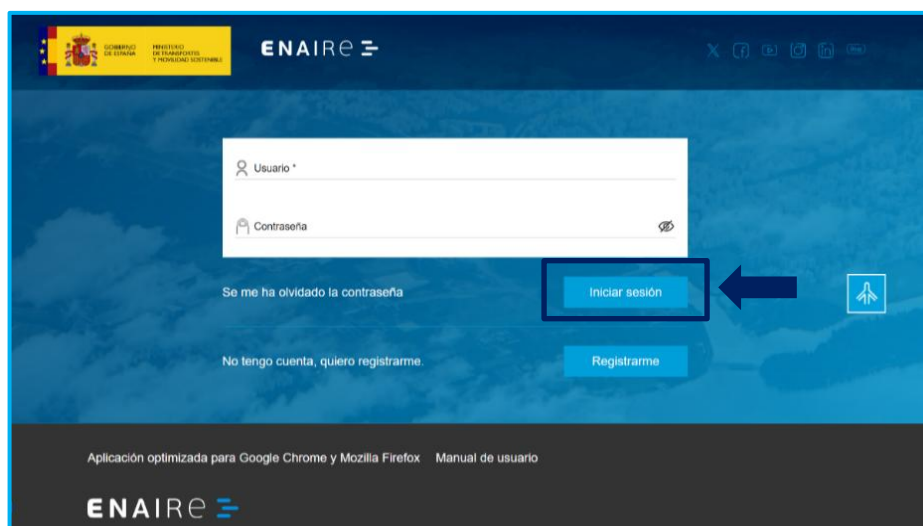 GOBIERNO
DE ESPAÑA
MINISTERIO
DE TRANSPORTES
Y MOVILIDAD SOSTENIBLE
ENAIRe
Usuario *
Contraseña
Se me ha olvidado la contraseña
Iniciar sesión
No tengo cuenta, quiero registrarme.
Registrarme
Aplicación optimizada para Google Chrome y Mozilla Firefox Manual de usuario
ENAIRe